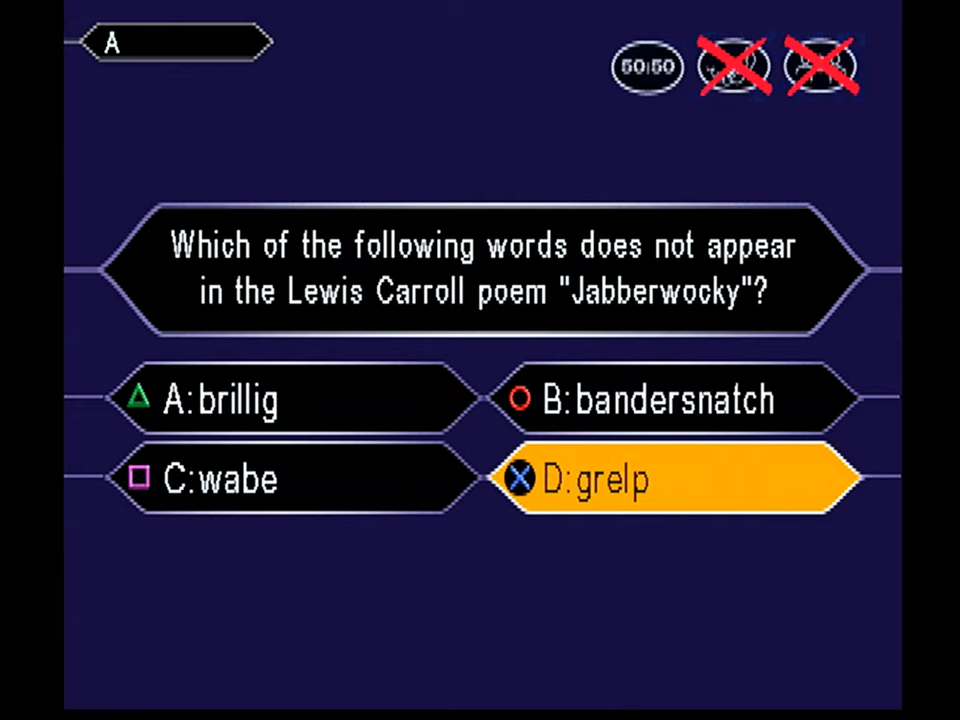 A
50:50
Which of the following words does not appear
in the Lewis Carroll poem "Jabberwocky"?
A:brillig
B:bandersnatch
C:wabe
D:grelp